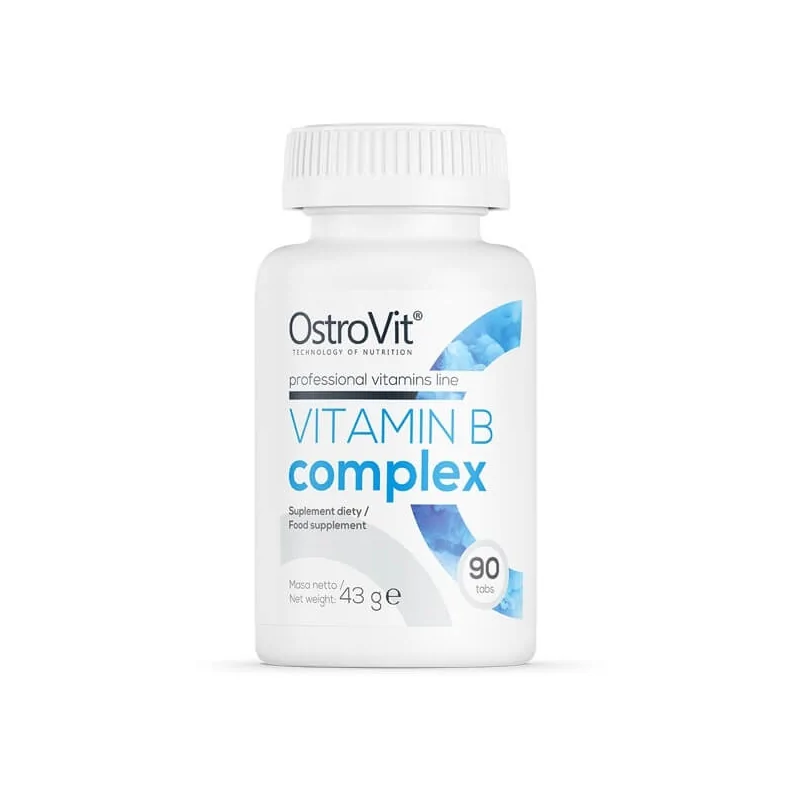 OstroVit®
TECHNOLOGY OF NUTRITION
professional vitamins line
VITAMIN B
complex
Suplement diety /
Food supplement
90
tabs
Masa netto /
Net weight: 43 g ℮